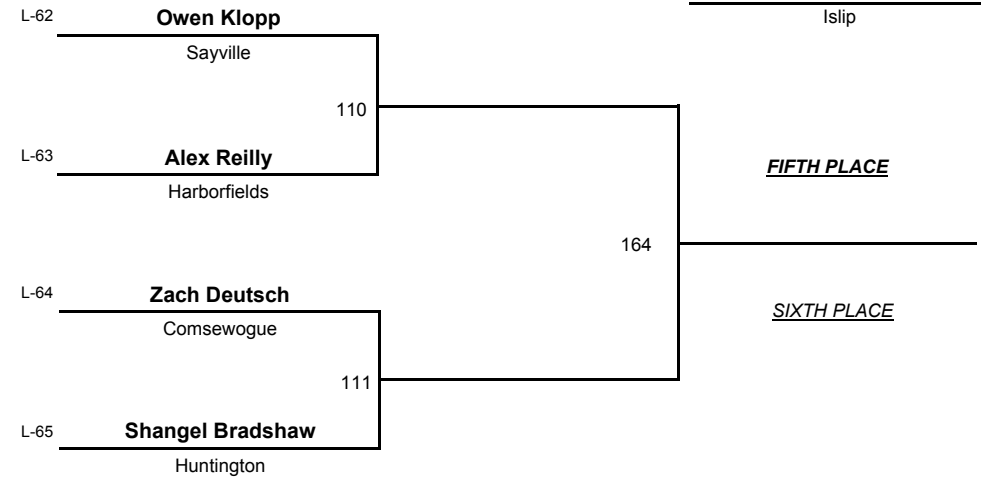 L-62
Owen Klopp
Islip
Sayville
110
L-63
Alex Reilly
FIFTH PLACE
Harborfields
164
L-64
Zach Deutsch
SIXTH PLACE
Comsewogue
111
L-65
Shangel Bradshaw
Huntington